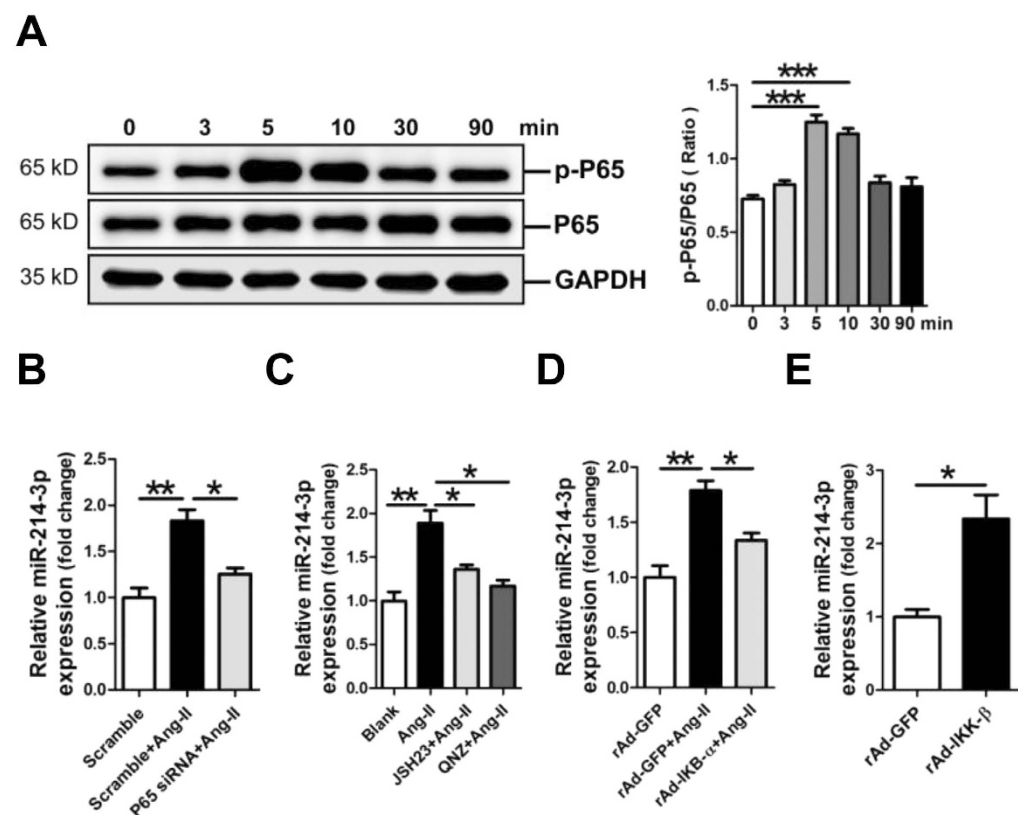 A
0 3 5 10 30 90 min
65 kD p-P65
65 kD P65
35 kD GAPDH
p-P65/P65 ( Ratio)
1.5
1.0
0.5
0.0
*** 
***
0 3 5 10 30 90 min
B
Relative miR-214-3p
expression (fold change)
2.5
2.0
1.5
1.0
0.5
0.0
** *
Scramble
Scramble+Ang-II
P65 siRNA+Ang-II
C
Relative miR-214-3p
expression (fold change)
2.5
2.0
1.5
1.0
0.5
0.0
*
** *
Blank
Ang-II
JSH23+Ang-II
QNZ+Ang-II
D
Relative miR-214-3p
expression (fold change)
2.0
1.5
1.0
0.5
0.0
** *
rAd-GFP
rAd-GFP+Ang-II
rAd-IKB-α+Ang-II
E
Relative miR-214-3p
expression (fold change)
3
2
1
0
*
rAd-GFP
rAd-IKK-β